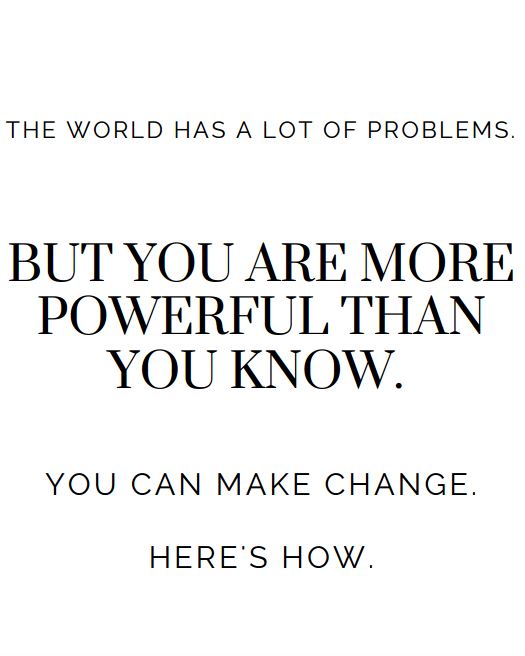 THE WORLD HAS A LOT OF PROBLEMS.
BUT YOU ARE MORE
POWERFUL THAN
YOU KNOW.
YOU CAN MAKE CHANGE.
HERE'S HOW.